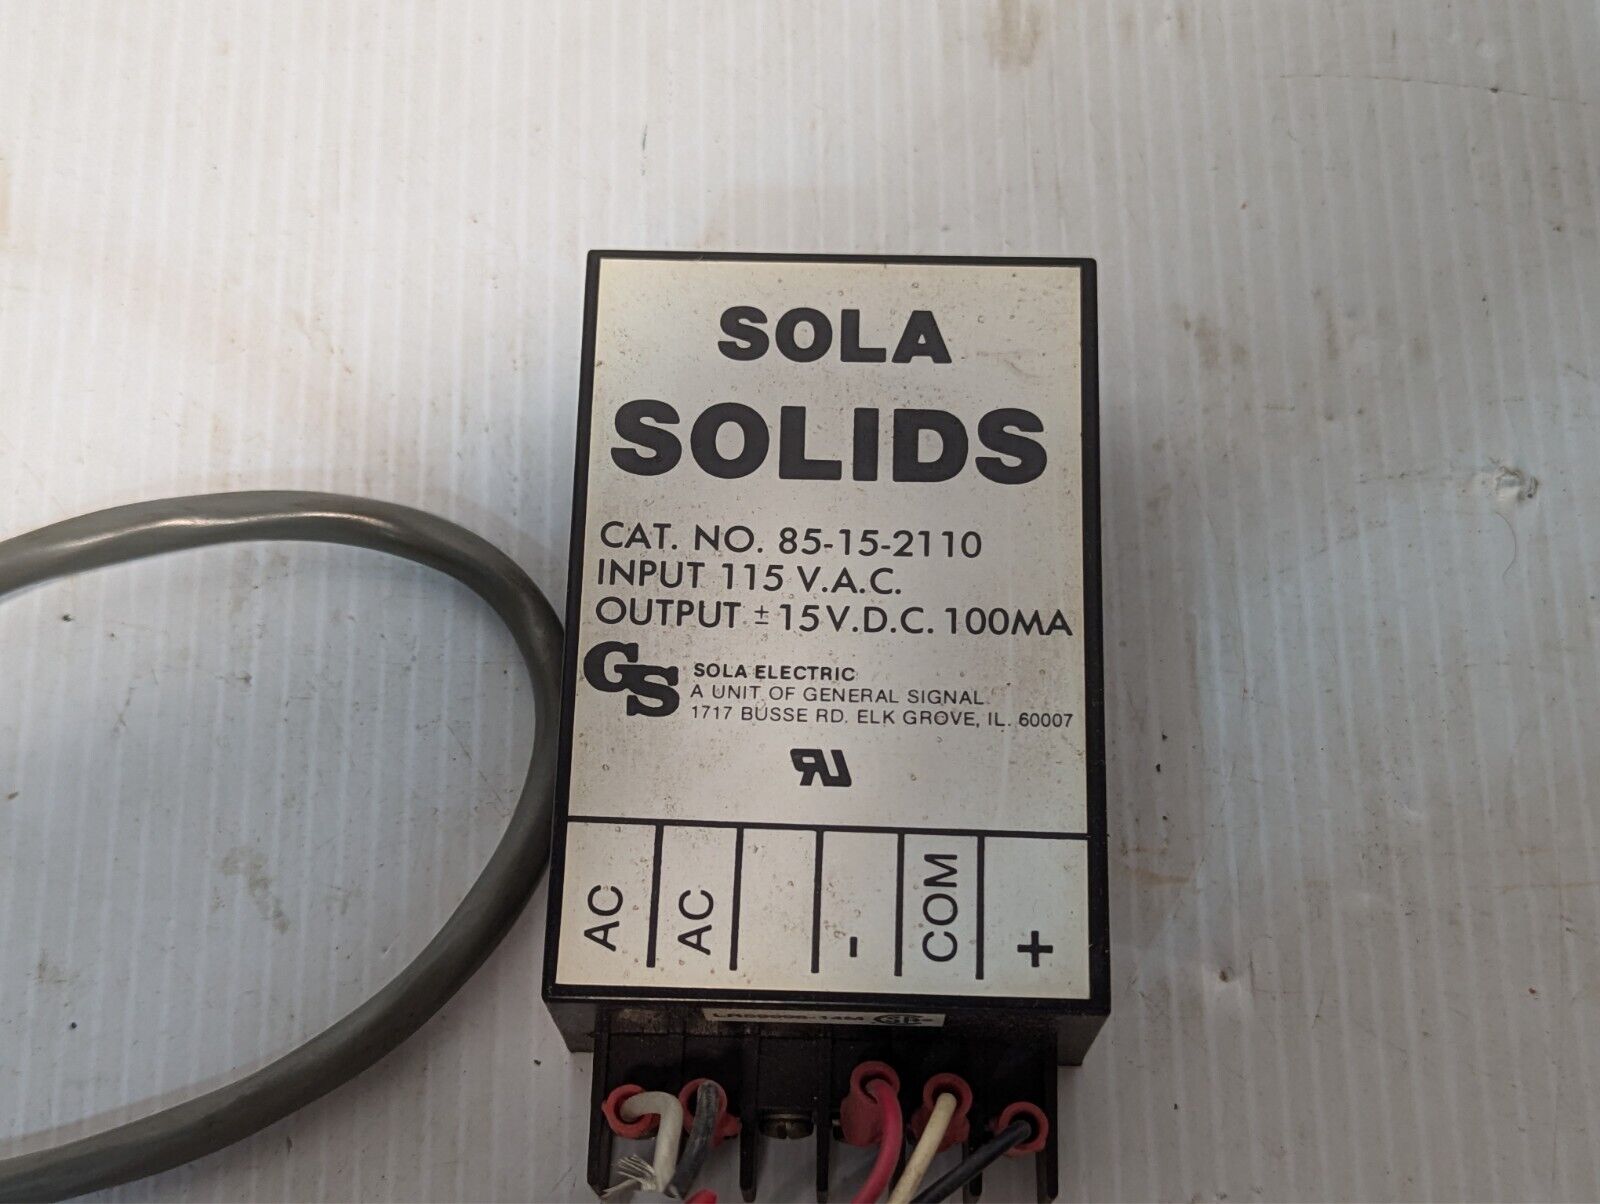 SOLA
SOLIDS
CAT. NO. 85-15-2110
INPUT 115 V.A.C.
OUTPUT ± 15 V.D.C. 100MA
GS
SOLA ELECTRIC
A UNIT OF GENERAL SIGNAL
1717 BUSSE RD. ELK GROVE, IL. 60007
RU
AC AC - COM +